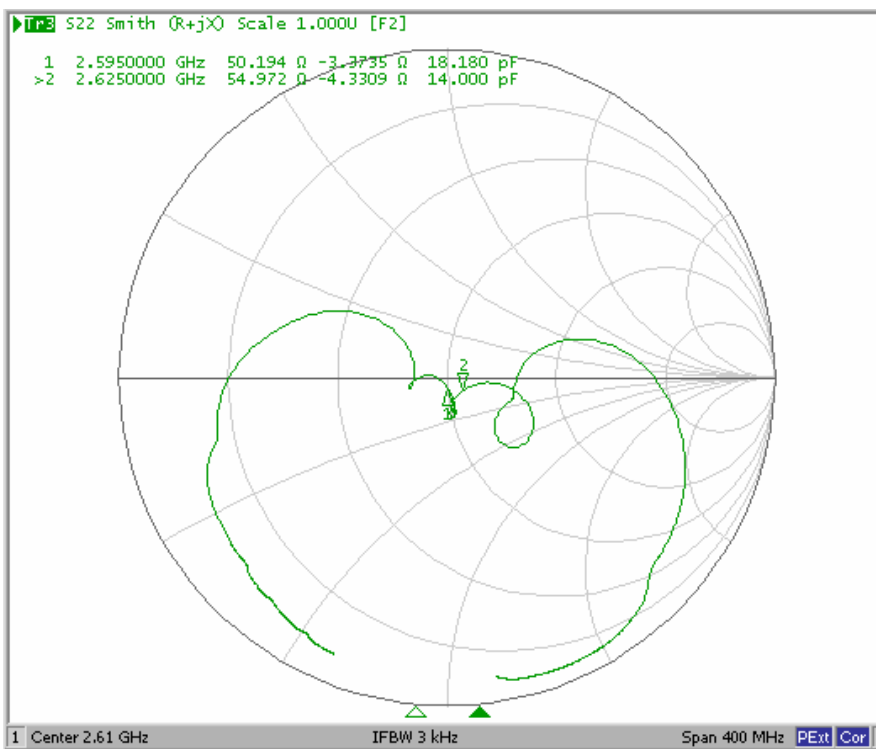 Tr3 S22 Smith (R+jX) Scale 1.000U [F2]
1 2.5950000 GHz 50.194 Ω -3.3735 Ω 18.180 pF
>2 2.6250000 GHz 54.972 Ω -4.3309 Ω 14.000 pF
2
1
1 Center 2.61 GHz IFBW 3 kHz Span 400 MHz PExt Cor